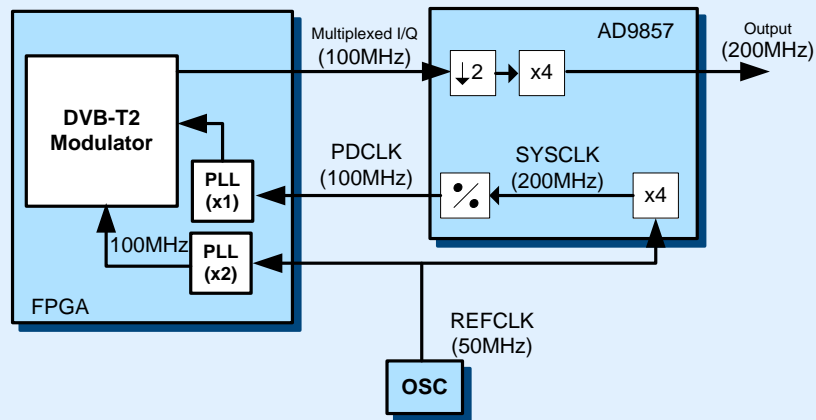 Multiplexed I/Q
(100MHz)
AD9857
Output
(200MHz)
↓2
x4
DVB-T2
Modulator
PDCLK
(100MHz)
SYSCLK
(200MHz)
PLL
(x1)
x4
100MHz
PLL
(x2)
FPGA
REFCLK
(50MHz)
OSC